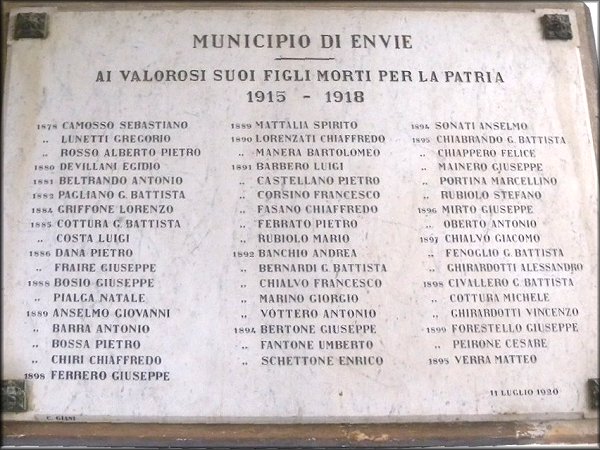 MUNICIPIO DI ENVIE
AI VALOROSI SUOI FIGLI MORTI PER LA PATRIA
1915 - 1918
1878 CAMOSSO SEBASTIANO
„ LUNETTI GREGORIO
„ ROSSO ALBERTO PIETRO
1880 DEVILLANI EGIDIO
1881 BELTRANDO ANTONIO
1882 PAGLIANO G. BATTISTA
1884 GRIFFONE LORENZO
1885 COTTURA G. BATTISTA
„ COSTA LUIGI
1886 DANA PIETRO
„ FRAIRE GIUSEPPE
1888 BOSIO GIUSEPPE
„ PIALGA NATALE
1889 ANSELMO GIOVANNI
„ BARRA ANTONIO
„ BOSSA PIETRO
„ CHIRI CHIAFFREDO
1898 FERRERO GIUSEPPE
1889 MATTALIA SPIRITO
1890 LORENZATI CHIAFFREDO
„ MANERA BARTOLOMEO
1891 BARBERO LUIGI
„ CASTELLANO PIETRO
„ CORSINO FRANCESCO
„ FASANO CHIAFFREDO
„ FERRATO PIETRO
„ RUBIOLO MARIO
1892 BANCHIO ANDREA
„ BERNARDI G. BATTISTA
„ CHIALVO FRANCESCO
„ MARINO GIORGIO
„ VOTTERO ANTONIO
1894 BERTONE GIUSEPPE
„ FANTONE UMBERTO
„ SCHETTONE ENRICO
1894 SONATI ANSELMO
1895 CHIABRANDO G. BATTISTA
„ CHIAPPERO FELICE
„ MAINERO GIUSEPPE
„ PORTINA MARCELLINO
„ RUBIOLO STEFANO
1896 MIRTO GIUSEPPE
„ OBERTO ANTONIO
1897 CHIALVO GIACOMO
„ FENOGLIO G. BATTISTA
„ GHIRARDOTTI ALESSANDRO
1898 CIVALLERO G. BATTISTA
„ COTTURA MICHELE
„ GHIRARDOTTI VINCENZO
1899 FORESTELLO GIUSEPPE
„ PEIRONE CESARE
1895 VERRA MATTEO
11 LUGLIO 1920
C. GIANI